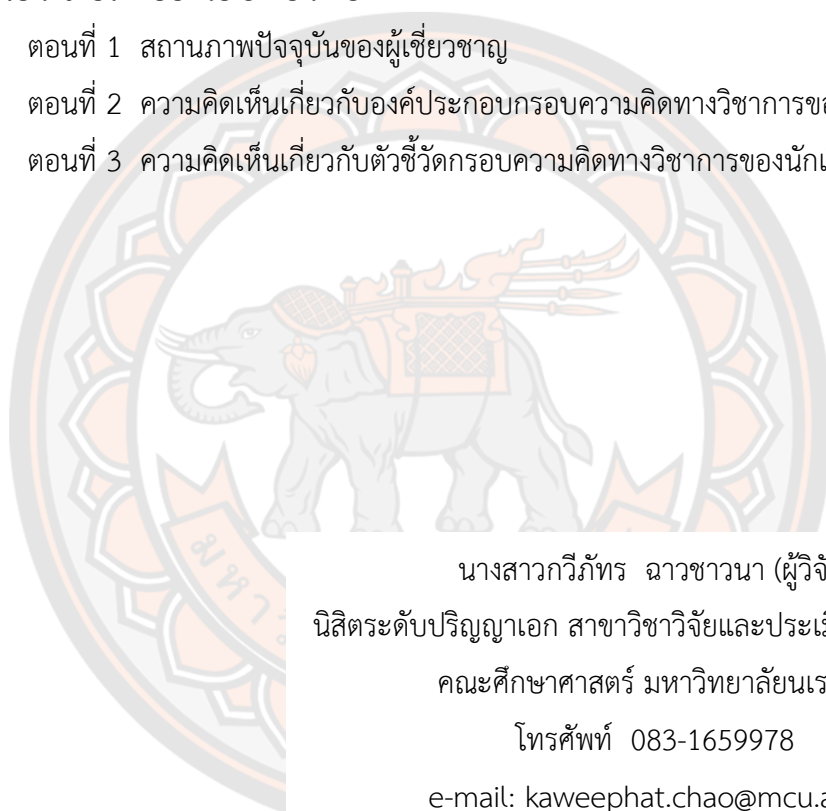 ตอนที่ 1 สถานภาพปัจจุบันของผู้เชี่ยวชาญ
ตอนที่ 2 ความคิดเห็นเกี่ยวกับองค์ประกอบกรอบความคิดทางวิชาการ
ตอนที่ 3 ความคิดเห็นเกี่ยวกับตัวชี้วัดกรอบความคิดทางวิชาการของ
นางสาวกวีภัทร ฉาวชาวนา (ผู้วิจั
นิสิตระดับปริญญาเอก สาขาวิชาวิจัยและประเมิ
คณะศึกษาศาสตร์ มหาวิทยาลัยนเร
โทรศัพท์ 083-1659978
e-mail: kaweephat.chao@mcu.a